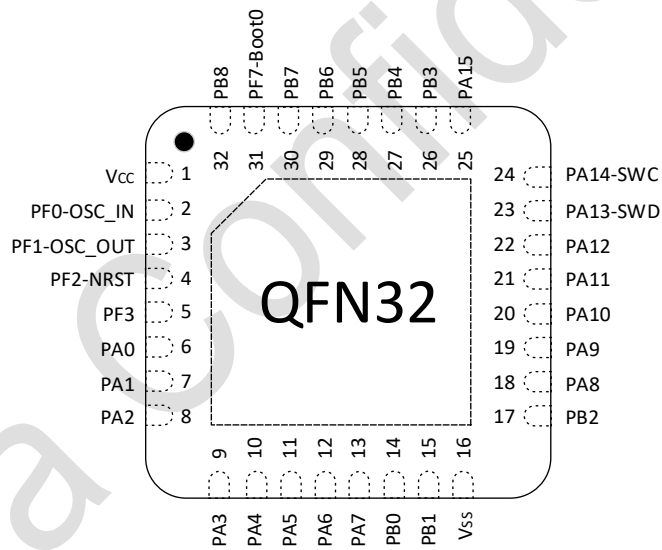 PB8
PF7-Boot0
PB7
PB6
PB5
PB4
PB3
PA15
32
31
30
29
28
27
26
25
Vcc 1
PF0-OSC_IN 2
PF1-OSC_OUT 3
PF2-NRST 4
PF3 5
PA0 6
PA1 7
PA2 8
QFN32
24 PA14-SWC
23 PA13-SWD
22 PA12
21 PA11
20 PA10
19 PA9
18 PA8
17 PB2
9
10
11
12
13
14
15
16
PA3
PA4
PA5
PA6
PA7
PB0
PB1
Vss
a Confide